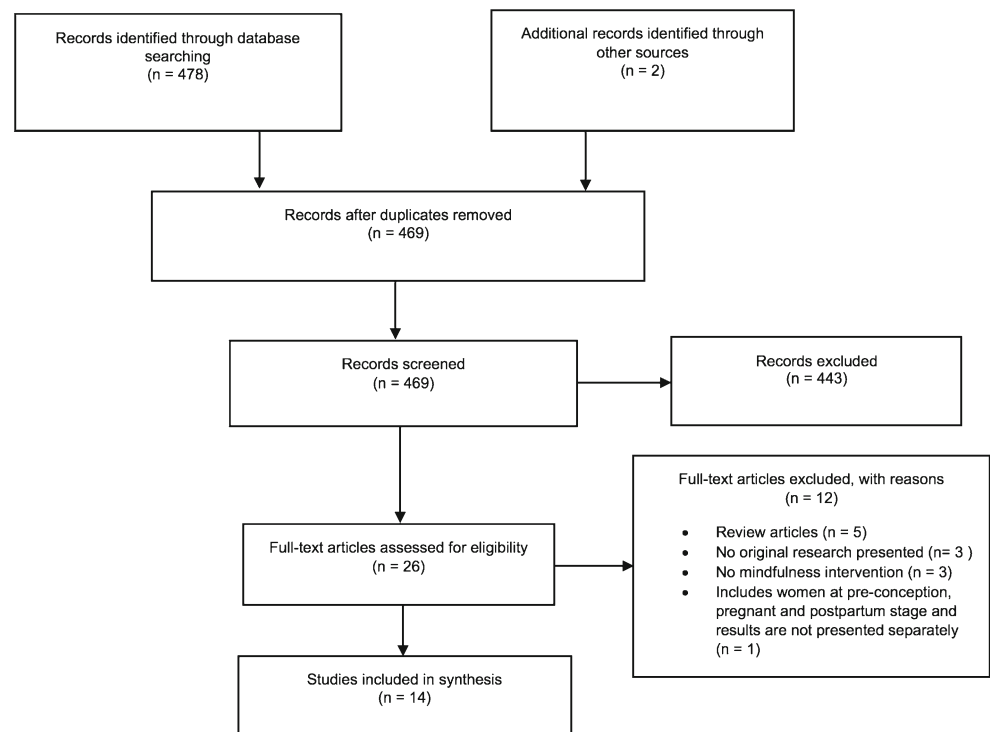 Records identified through database
searching
(n = 478)
Additional records identified through
other sources
(n = 2)
Records after duplicates removed
(n = 469)
Records screened
(n = 469)
Records excluded
(n = 443)
Full-text articles assessed for eligibility
(n = 26)
Full-text articles excluded, with reasons
(n = 12)
• Review articles (n = 5)
• No original research presented (n= 3 )
• No mindfulness intervention (n = 3)
• Includes women at pre-conception,
pregnant and postpartum stage and
results are not presented separately
(n = 1)
Studies included in synthesis
(n = 14)